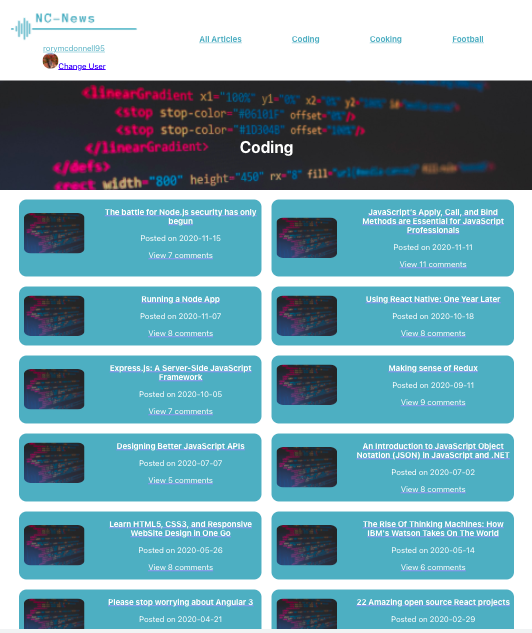 NC-News
rorymcdonnell95
Change User
All Articles
Coding
Cooking
Football
<linearGradient x1="100%" y1="0%" x2="0%" y2="100%"
<stop stop-color="#06101F" offset="0%"/>
<stop stop-color="#1D304B" offset="100%"/>
</linearGradient>
</defs>
<rect width="800" height="450" rx="8" fill=
Coding
The battle for Node.js security has only
begun
Posted on 2020-11-15
View 7 comments
JavaScript's Apply, Call, and Bind
Methods are Essential for JavaScript
Professionals
Posted on 2020-11-11
View 11 comments
Running a Node App
Posted on 2020-11-07
View 8 comments
Using React Native: One Year Later
Posted on 2020-10-18
View 8 comments
Express.js: A Server-Side JavaScript
Framework
Posted on 2020-10-05
View 7 comments
Making sense of Redux
Posted on 2020-09-11
View 9 comments
Designing Better JavaScript APIs
Posted on 2020-07-07
View 5 comments
An Introduction to JavaScript Object
Notation (JSON) in JavaScript and .NET
Posted on 2020-07-02
View 8 comments
Learn HTML5, CSS3, and Responsive
WebSite Design in One Go
Posted on 2020-05-26
View 8 comments
The Rise Of Thinking Machines: How
IBM's Watson Takes On The World
Posted on 2020-05-14
View 6 comments
Please stop worrying about Angular 3
Posted on 2020-04-21
22 Amazing open source React projects
Posted on 2020-02-29